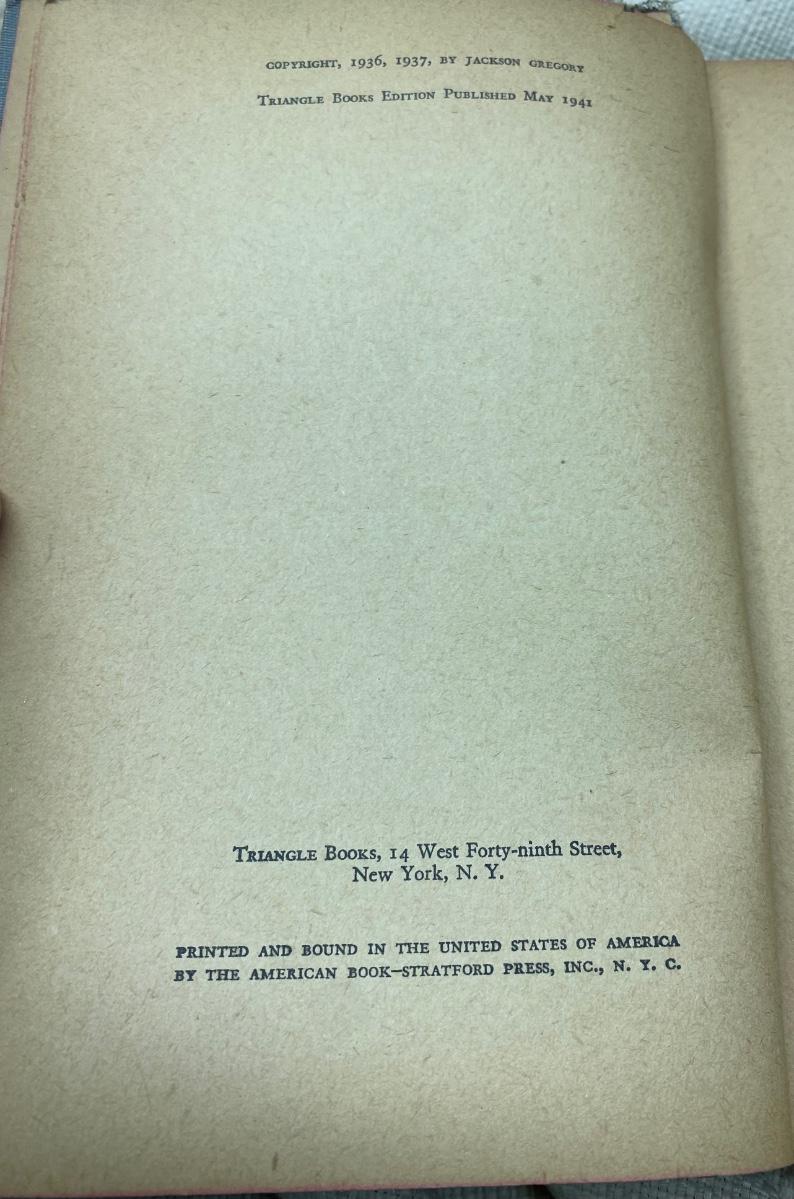 COPYRIGHT, 1936, 1937, BY JACKSON GREGORY
TRIANGLE BOOKS EDITION PUBLISHED MAY 1941
TRIANGLE BOOKS, 14 West Forty-ninth Street,
New York, N. Y.
PRINTED AND BOUND IN THE UNITED STATES OF AMERICA
BY THE AMERICAN BOOK—STRATFORD PRESS, INC., N. Y. C.